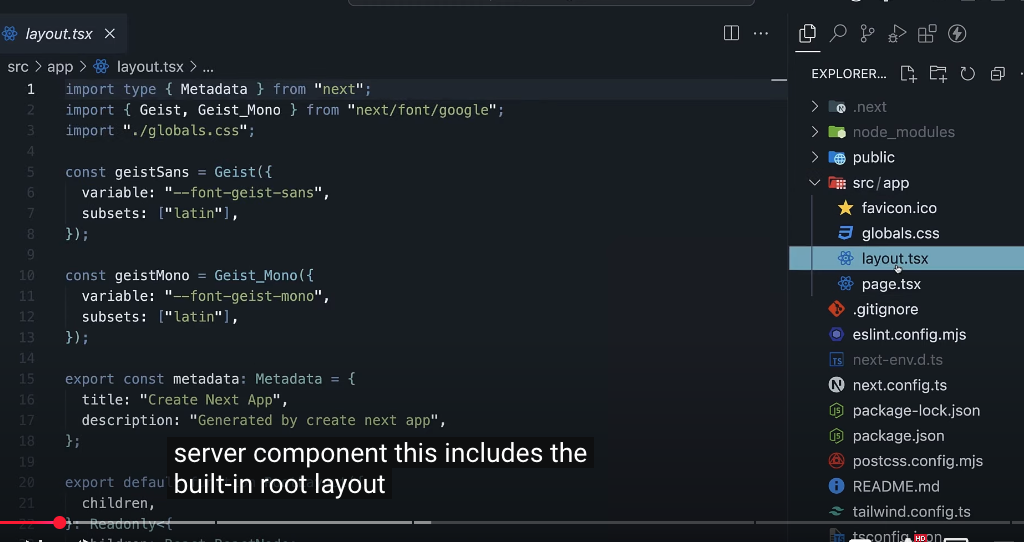 layout.tsx
src > app > layout.tsx > ...
1 import type { Metadata } from "next";
2 import { Geist, Geist_Mono } from "next/font/google";
3 import "./globals.css";
4
5 const geistSans = Geist({
6 variable: "--font-geist-sans",
7 subsets: ["latin"],
8 });
9
10 const geistMono = Geist_Mono({
11 variable: "--font-geist-mono",
12 subsets: ["latin"],
13 });
14
15 export const metadata: Metadata = {
16 title: "Create Next App",
17 description: "Generated by create next app",
18 };
19
20 export defau
21 children,
22 }: Readonly<{
server component this includes the
built-in root layout
EXPLORER...
.next
node_modules
public
src/app
favicon.ico
globals.css
layout.tsx
page.tsx
.gitignore
eslint.config.mjs
TS next-env.d.ts
N next.config.ts
package-lock.json
package.json
postcss.config.mjs
README.md
tailwind.config.ts
tsconfig.json
HD